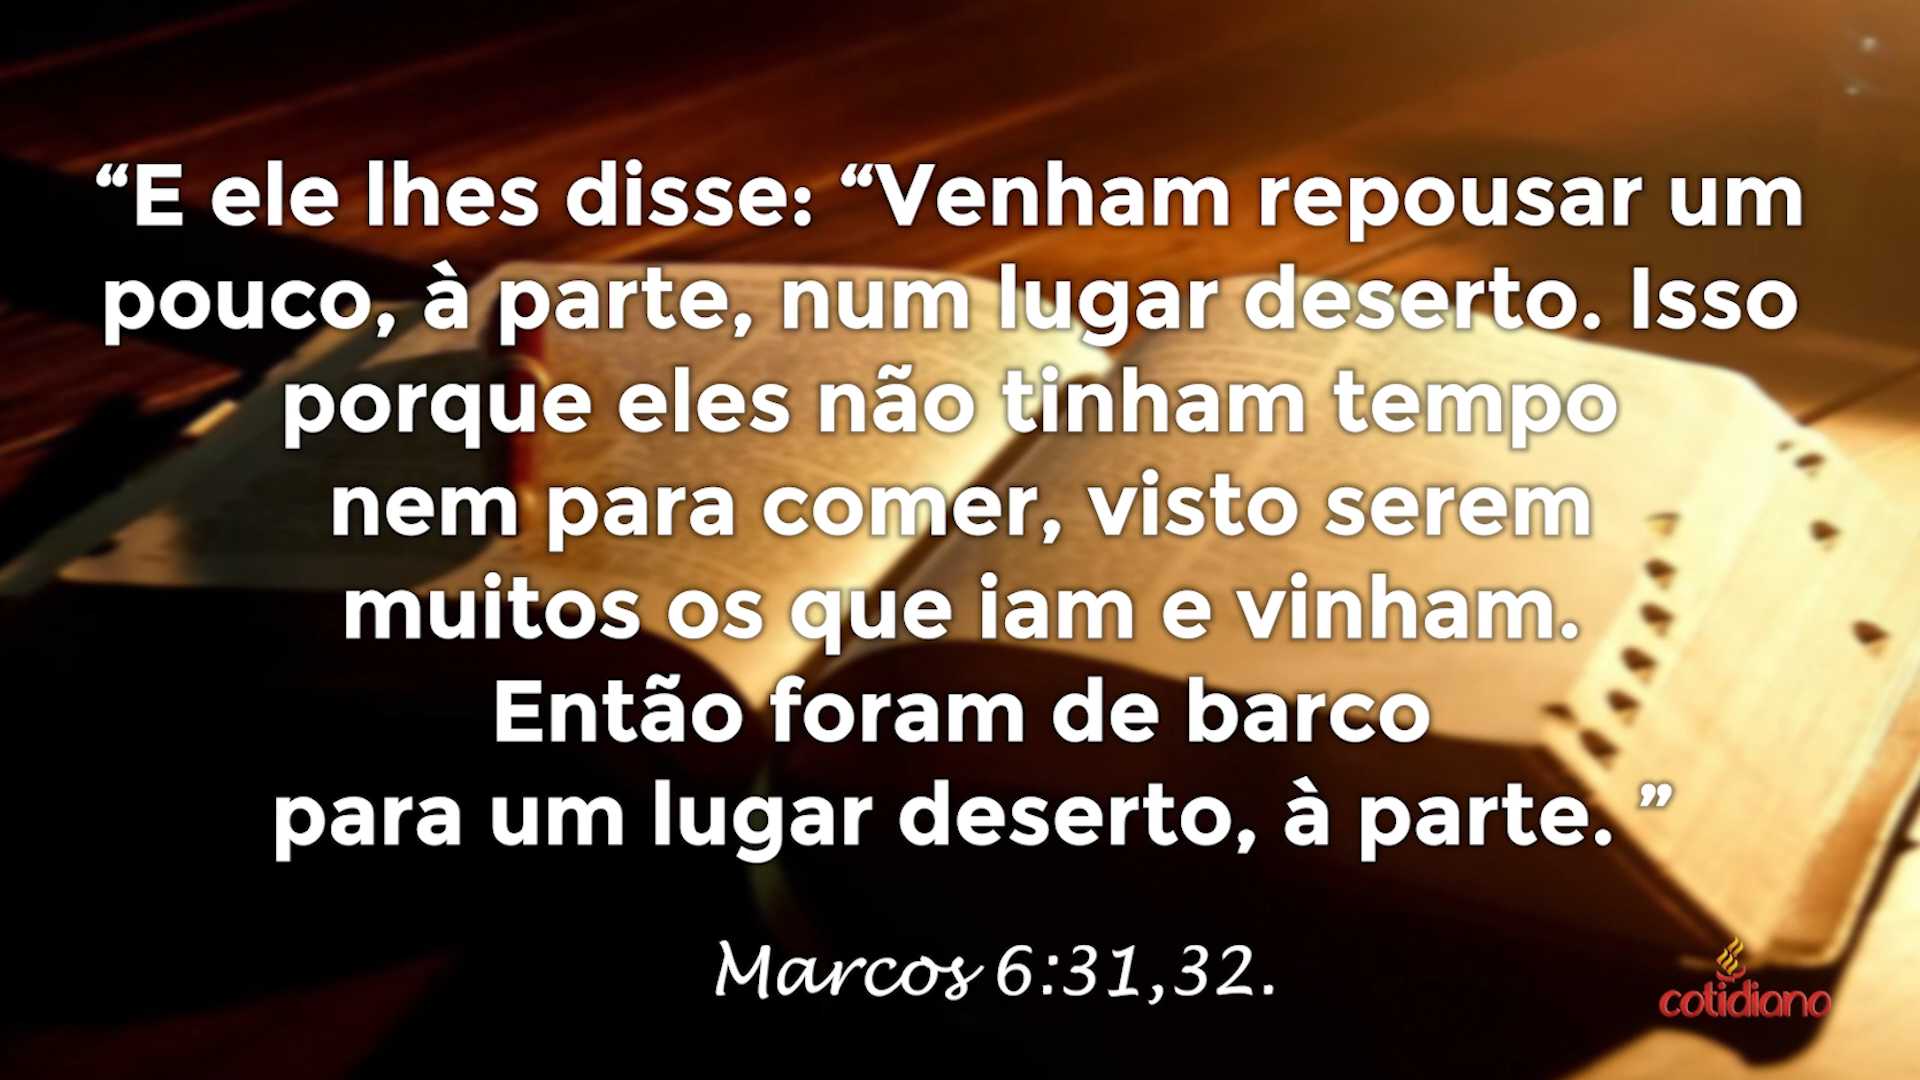 “E ele lhes disse: “Venham repousar um
pouco, à parte, num lugar deserto. Isso
porque eles não tinham tempo
nem para comer, visto serem
muitos os que iam e vinham.
Então foram de barco
para um lugar deserto, à parte. ”
Marcos 6:31,32.
cotidiano